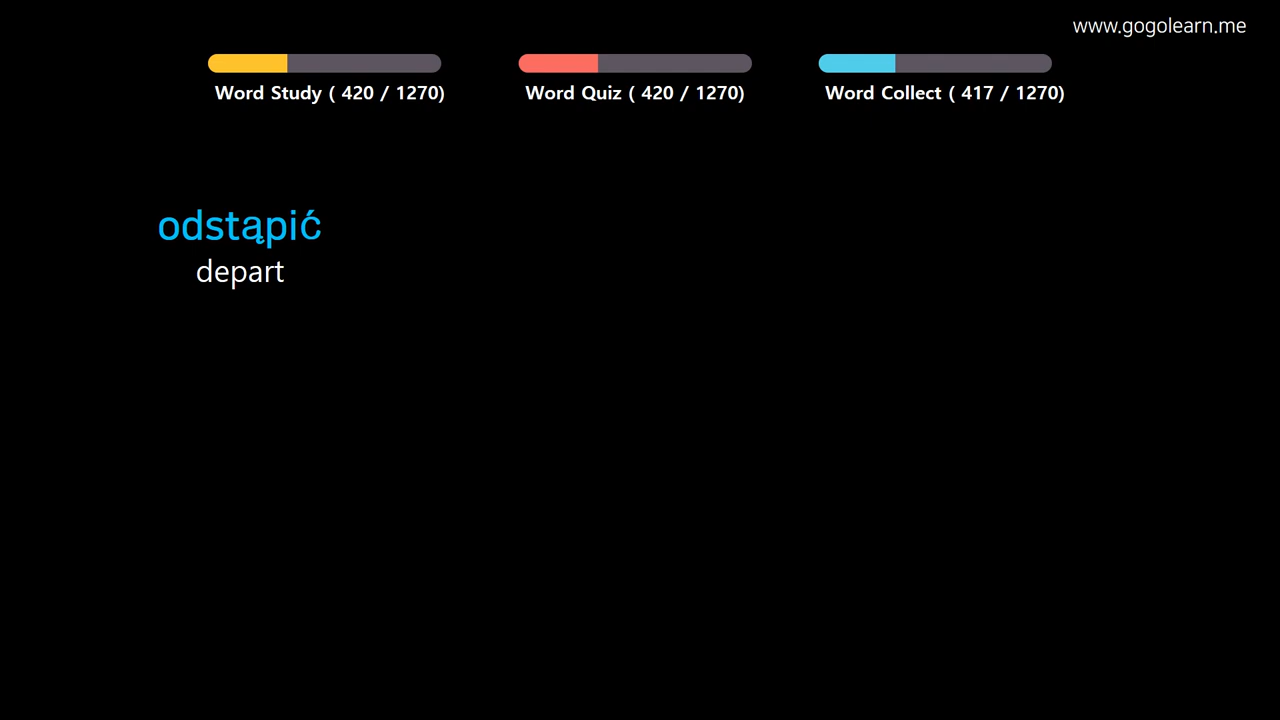 www.gogolearn.me
Word Study ( 420 / 1270)
Word Quiz ( 420 / 1270)
Word Collect ( 417 / 1270)
odstąpić
depart